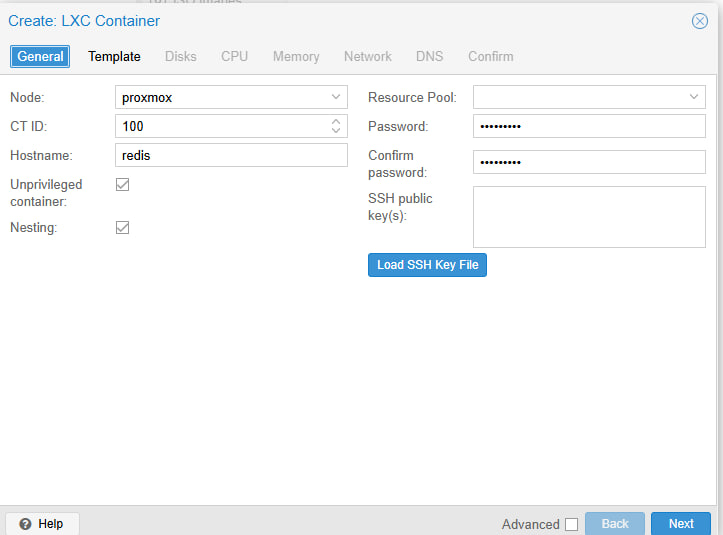 Create: LXC Container
General Template Disks CPU Memory Network DNS Confirm
Node: proxmox
CT ID: 100
Hostname: redis
Unprivileged
container:
Nesting:
Resource Pool:
Password: •••••••••
Confirm
password: •••••••••
SSH public
key(s):
Load SSH Key File
Help
Advanced
Back
Next